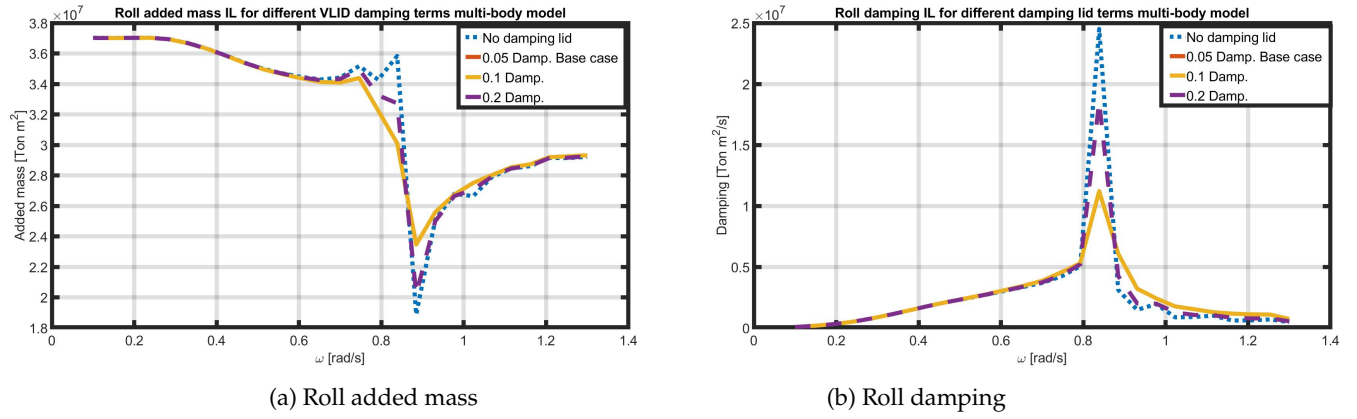 Roll added mass IL for different VLID damping terms multi-body model
×10⁷
3.8
3.6
3.4
3.2
3
2.8
2.6
2.4
2.2
2
1.8
Added mass [Ton m²]
No damping lid
0.05 Damp. Base case
0.1 Damp.
0.2 Damp.
0 0.2 0.4 0.6 0.8 1 1.2 1.4
ω [rad/s]
(a) Roll added mass
Roll damping IL for different damping lid terms multi-body model
×10⁷
2.5
2
1.5
1
0.5
0
Damping [Ton m²/s]
No damping lid
0.05 Damp. Base case
0.1 Damp.
0.2 Damp.
0 0.2 0.4 0.6 0.8 1 1.2 1.4
ω [rad/s]
(b) Roll damping